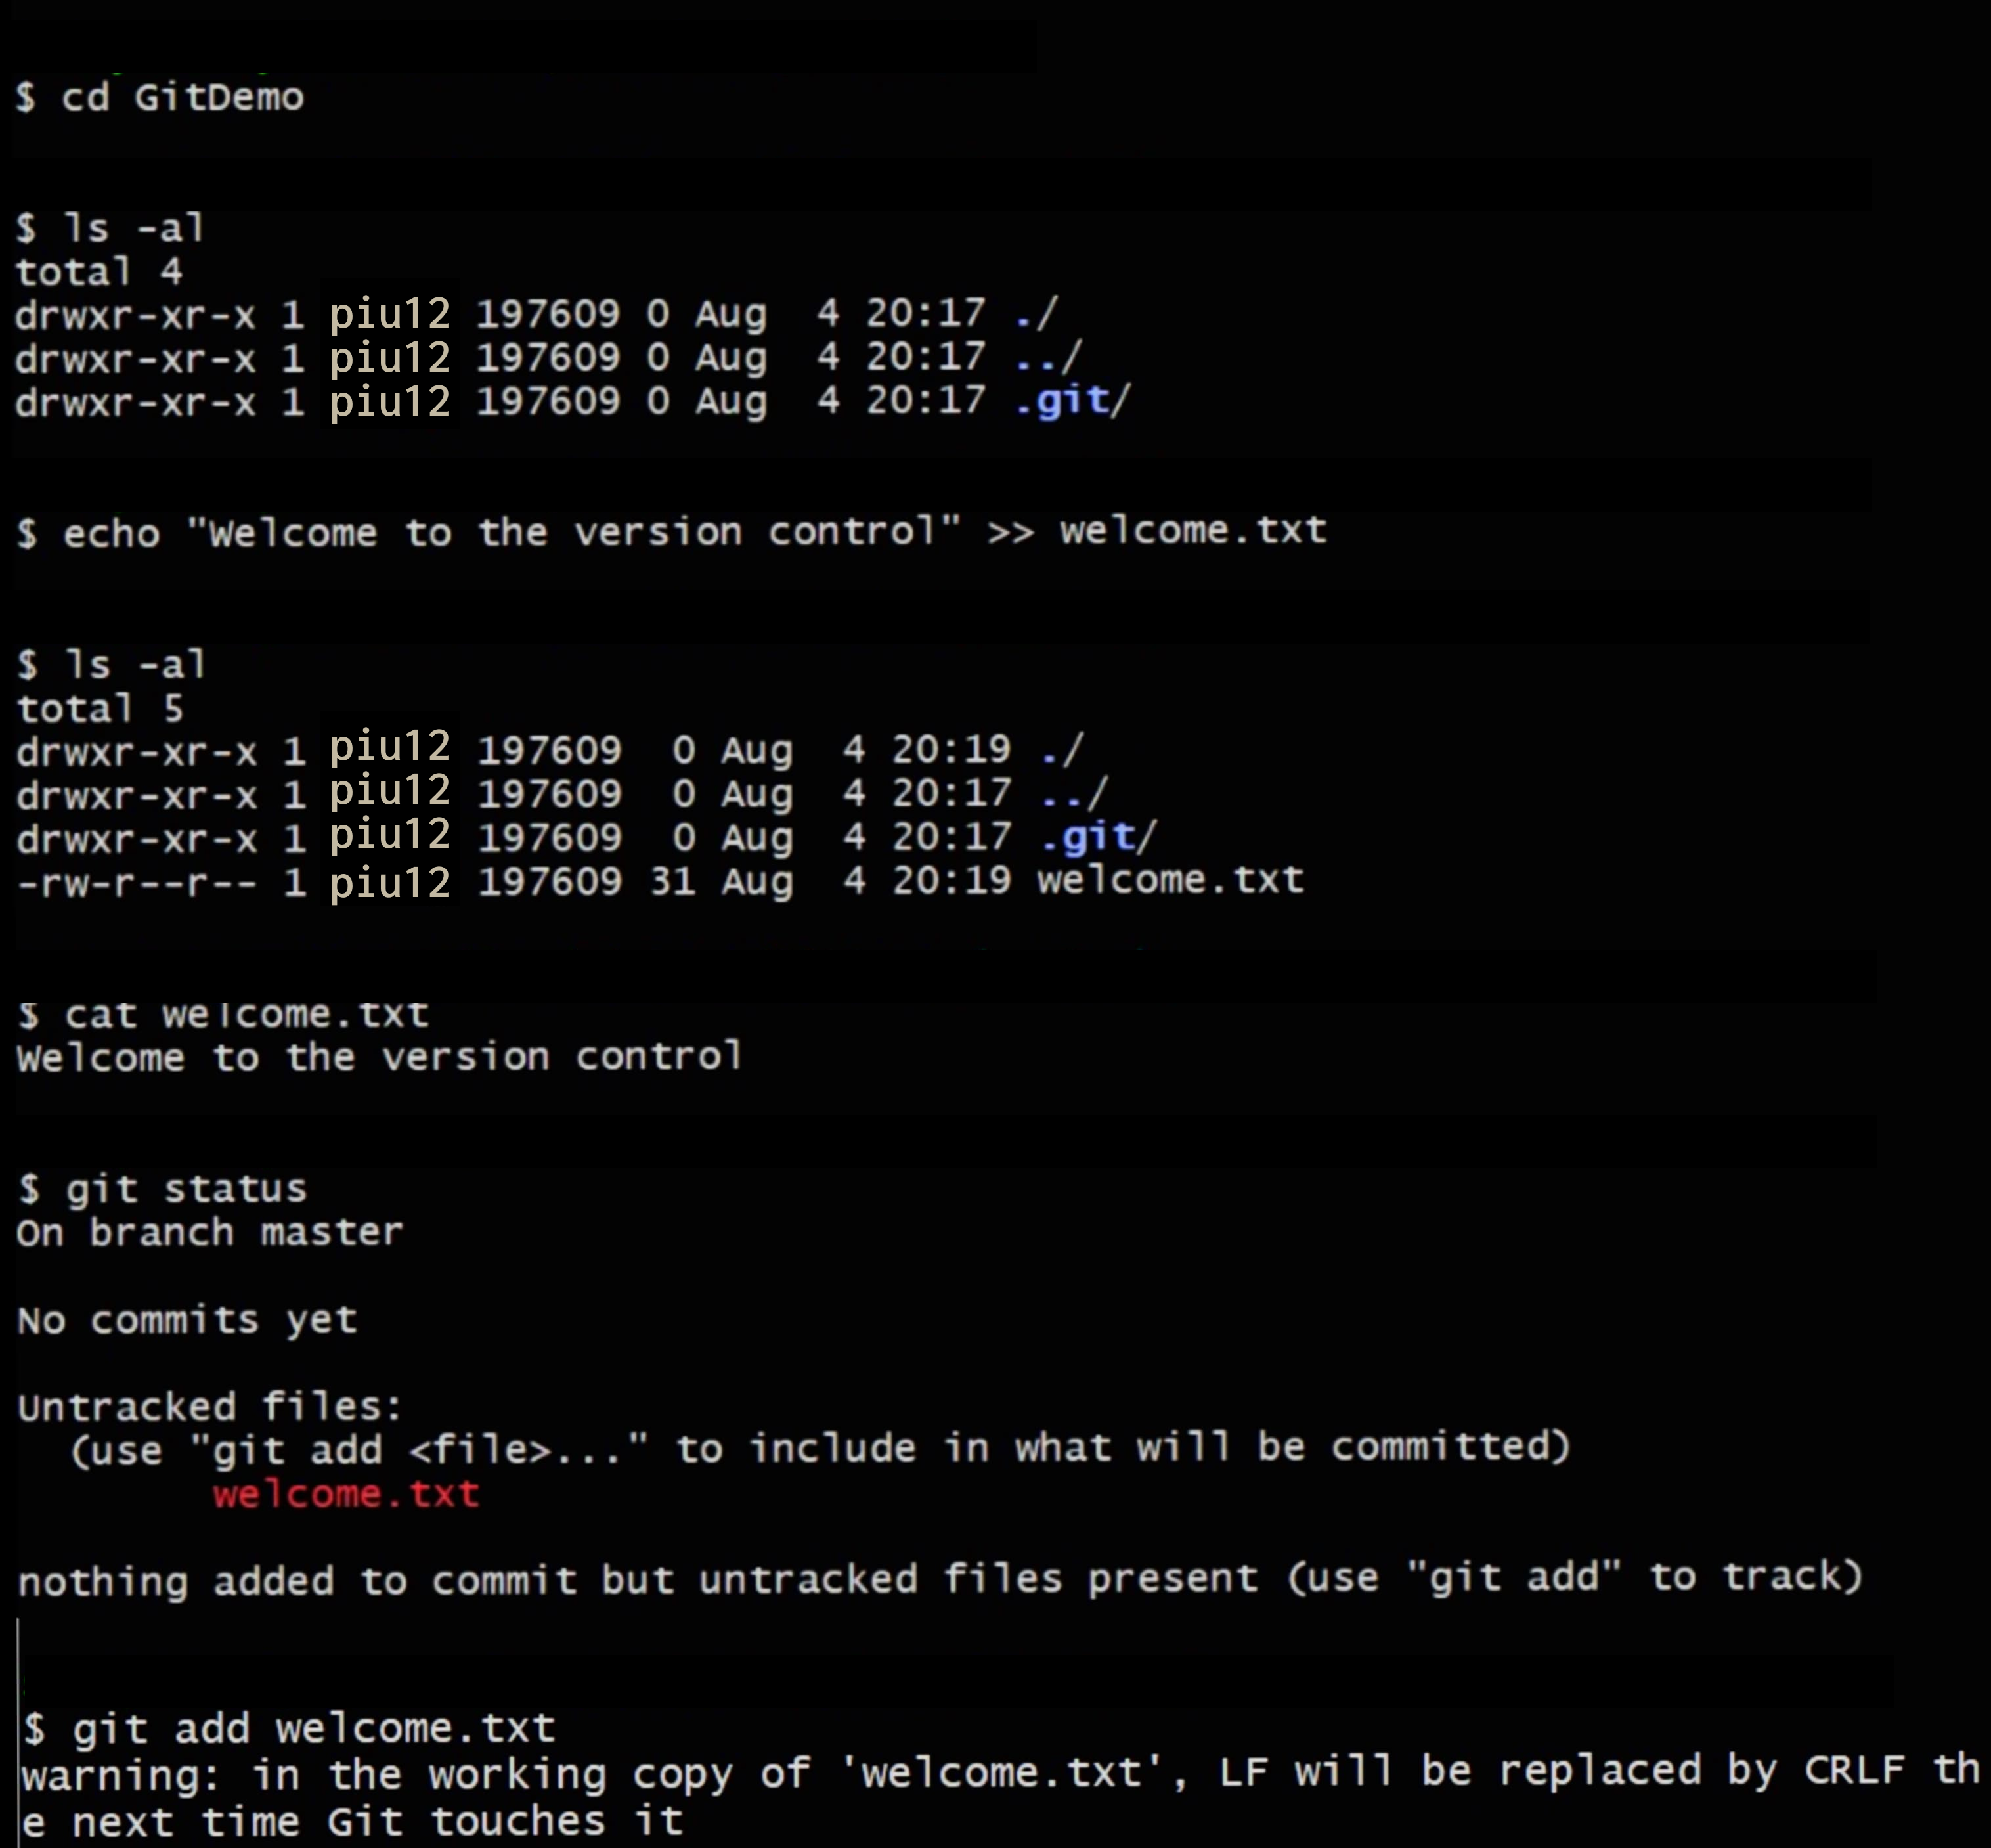 $ cd GitDemo
$ ls -al
total 4
drwxr-xr-x 1 piu12 197609 0 Aug  4 20:17 ./
drwxr-xr-x 1 piu12 197609 0 Aug  4 20:17 ../
drwxr-xr-x 1 piu12 197609 0 Aug  4 20:17 .git/
$ echo "Welcome to the version control" >> welcome.txt
$ ls -al
total 5
drwxr-xr-x 1 piu12 197609  0 Aug  4 20:19 ./
drwxr-xr-x 1 piu12 197609  0 Aug  4 20:17 ../
drwxr-xr-x 1 piu12 197609  0 Aug  4 20:17 .git/
-rw-r--r-- 1 piu12 197609 31 Aug  4 20:19 welcome.txt
$ cat welcome.txt
Welcome to the version control
$ git status
On branch master
No commits yet
Untracked files:
  (use "git add <file>..." to include in what will be committed)
        welcome.txt
nothing added to commit but untracked files present (use "git add" to track)
$ git add welcome.txt
warning: in the working copy of 'welcome.txt', LF will be replaced by CRLF th
e next time Git touches it